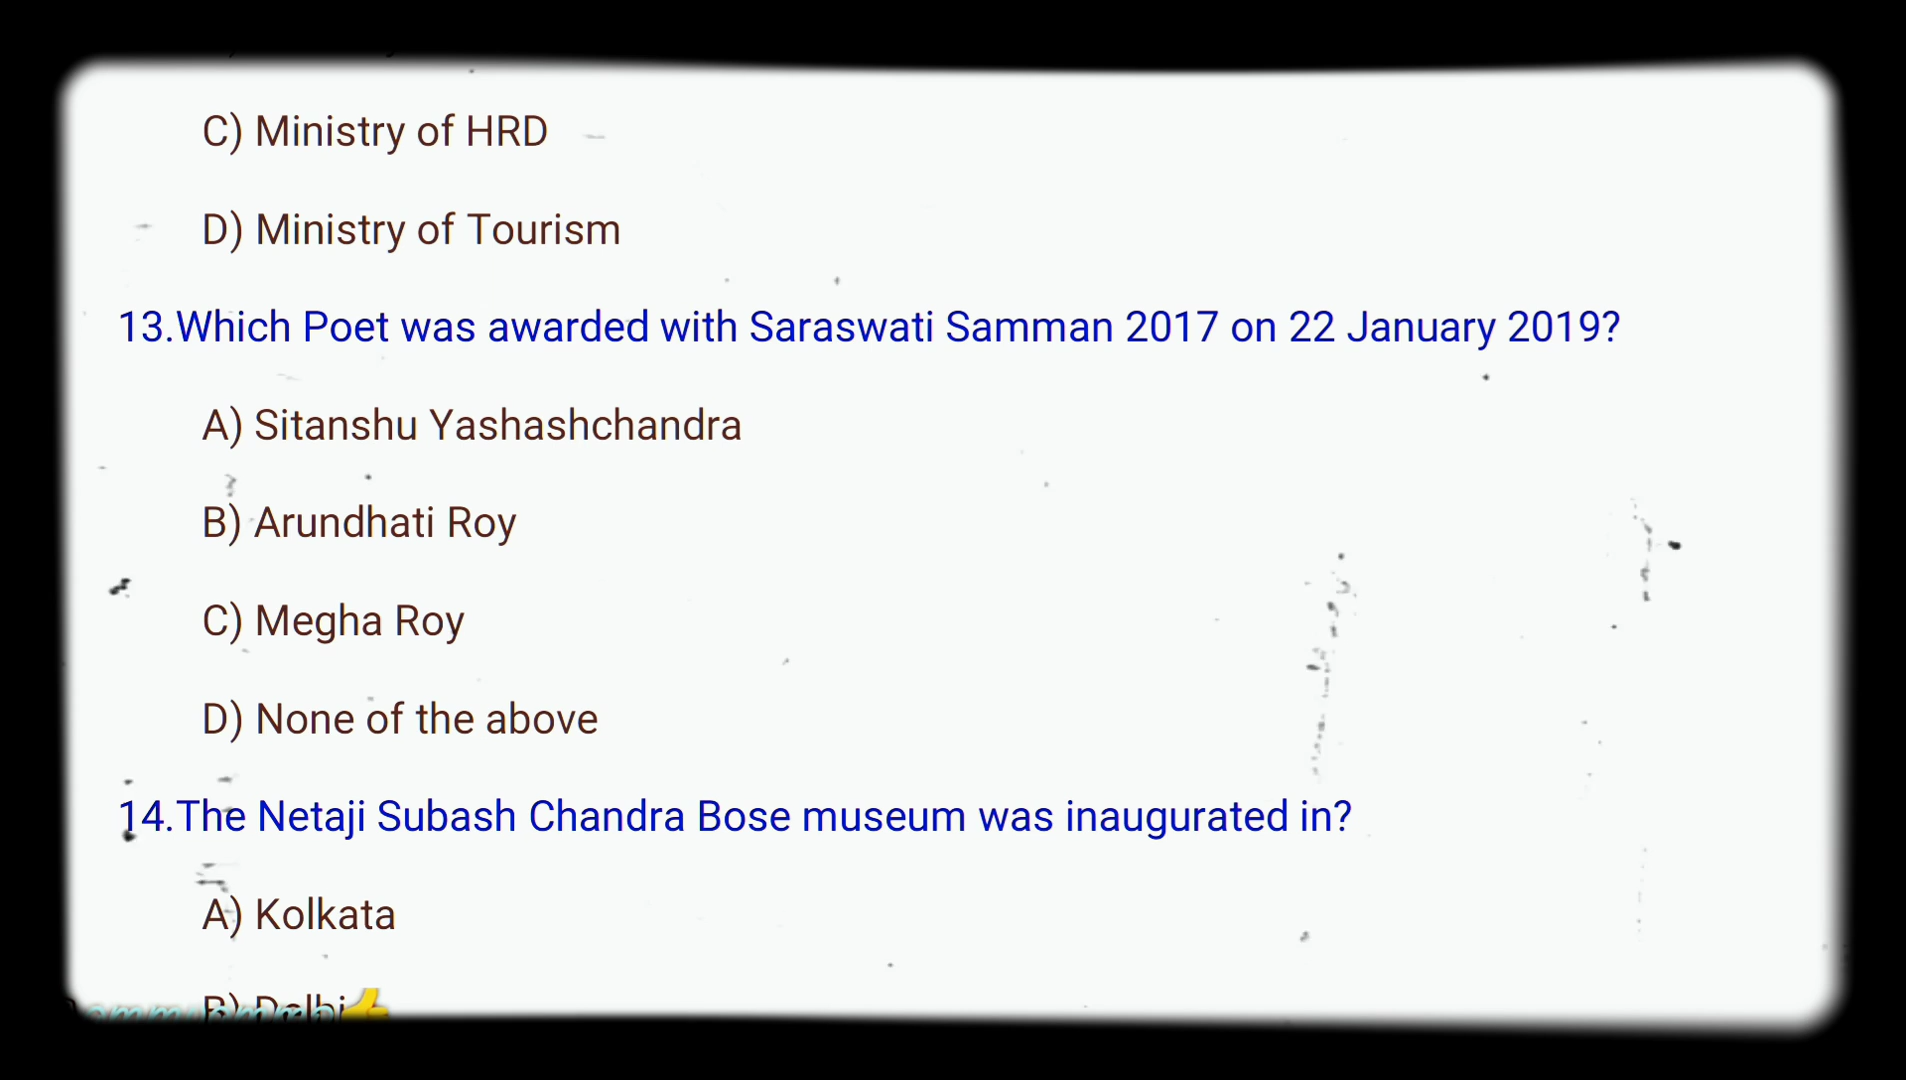 C) Ministry of HRD
D) Ministry of Tourism
13.Which Poet was awarded with Saraswati Samman 2017 on 22 January 2019?
A) Sitanshu Yashashchandra
B) Arundhati Roy
C) Megha Roy
D) None of the above
14.The Netaji Subash Chandra Bose museum was inaugurated in?
A) Kolkata
B) Delhi